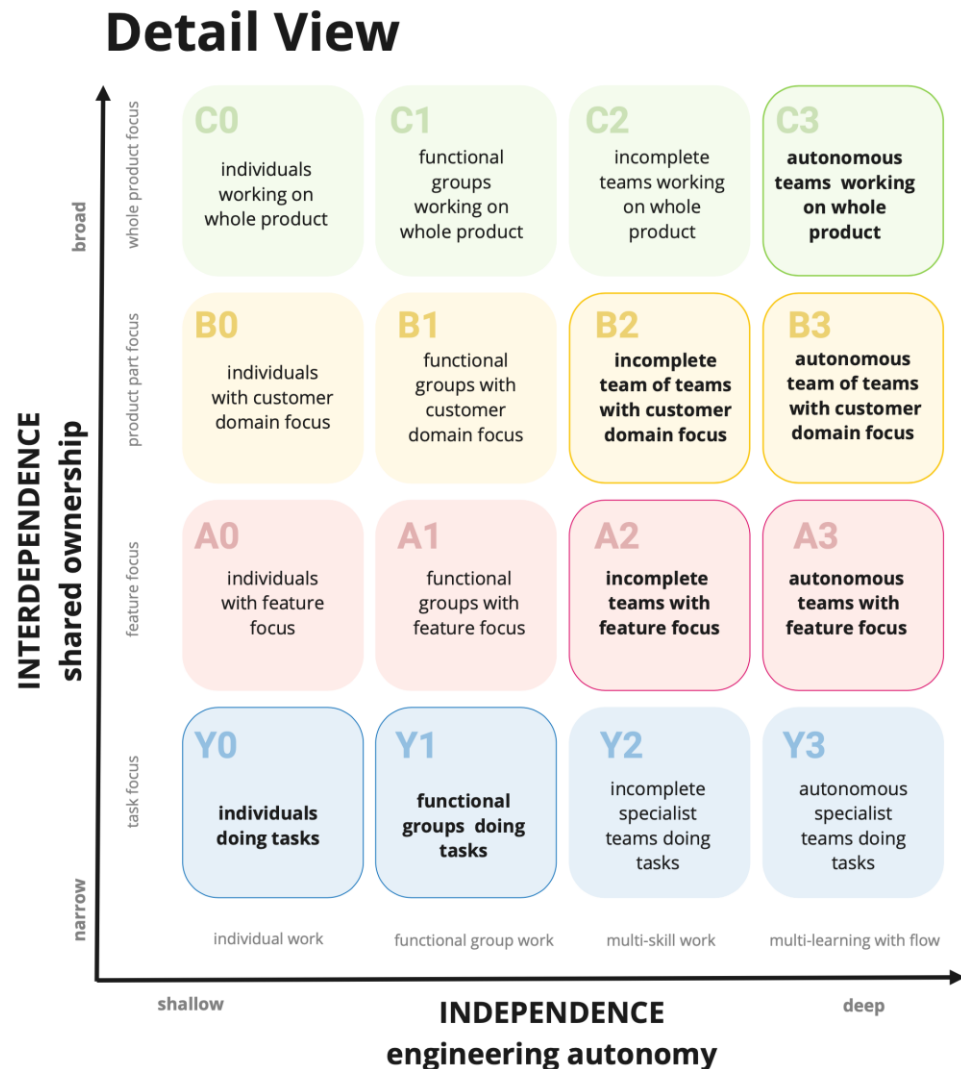 Detail View
whole product focus
broad
C0
individuals
working on
whole product
C1
functional
groups
working on
whole product
C2
incomplete
teams working
on whole
product
C3
autonomous
teams working
on whole
product
product part focus
B0
individuals
with customer
domain focus
B1
functional
groups with
customer
domain focus
B2
incomplete
team of teams
with customer
domain focus
B3
autonomous
team of teams
with customer
domain focus
INTERDEPENDENCE
shared ownership
feature focus
A0
individuals
with feature
focus
A1
functional
groups with
feature focus
A2
incomplete
teams with
feature focus
A3
autonomous
teams with
feature focus
task focus
narrow
Y0
individuals
doing tasks
Y1
functional
groups doing
tasks
Y2
incomplete
specialist
teams doing
tasks
Y3
autonomous
specialist
teams doing
tasks
individual work
functional group work
multi-skill work
multi-learning with flow
shallow
INDEPENDENCE
engineering autonomy
deep